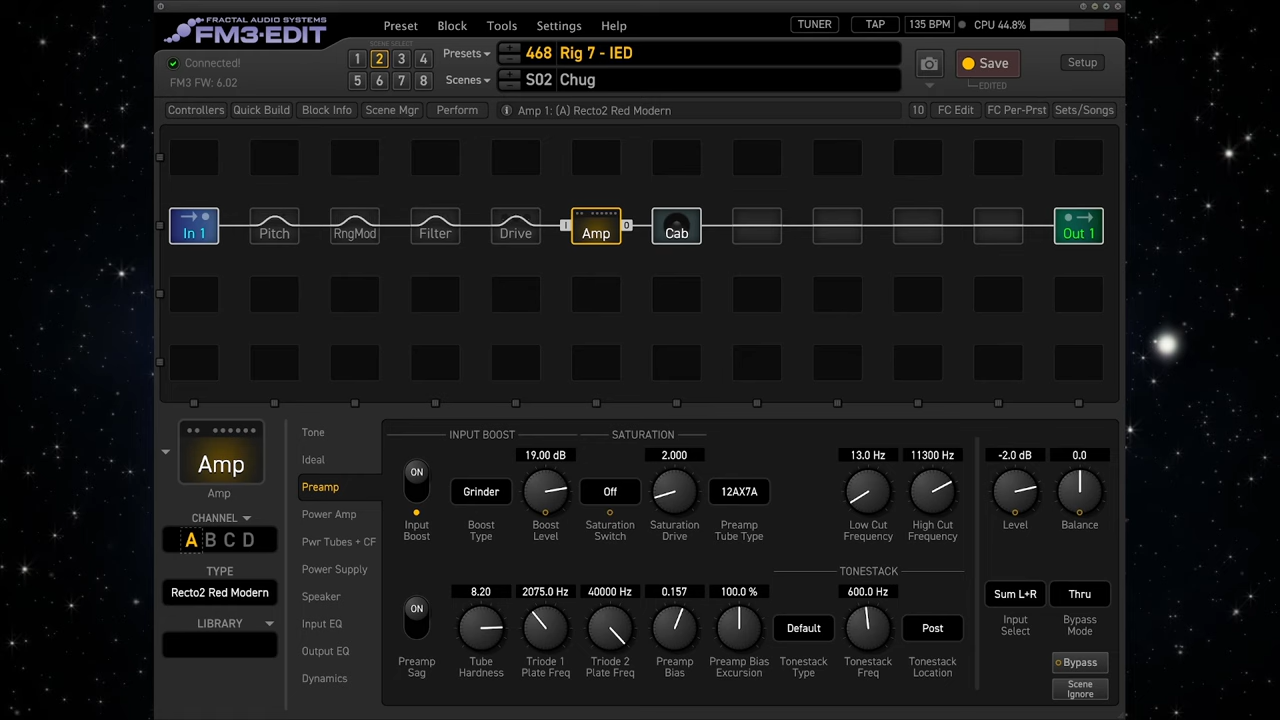 FRACTAL AUDIO SYSTEMS
FM3-EDIT
Preset Block Tools Settings Help
TUNER TAP 135 BPM CPU 44.8%
SCENE SELECT
Connected!
FM3 FW: 6.02
1 2 3 4
5 6 7 8
Presets 468 Rig 7 - IED
Scenes S02 Chug
Save
EDITED
Setup
Controllers Quick Build Block Info Scene Mgr Perform Amp 1: (A) Recto2 Red Modern 10 FC Edit FC Per-Prst Sets/Songs
In 1 Pitch RngMod Filter Drive I Amp O Cab Out 1
Amp
Amp
CHANNEL
A B C D
TYPE
Recto2 Red Modern
LIBRARY
Tone
Ideal
Preamp
Power Amp
Pwr Tubes + CF
Power Supply
Speaker
Input EQ
Output EQ
Dynamics
INPUT BOOST SATURATION
19.00 dB 2.000 13.0 Hz 11300 Hz -2.0 dB 0.0
ON Grinder Off 12AX7A
Input Boost Boost Saturation Saturation Preamp Low Cut High Cut Level Balance
Boost Type Level Switch Drive Tube Type Frequency Frequency
TONESTACK
8.20 2075.0 Hz 40000 Hz 0.157 100.0 % 600.0 Hz
ON Default Post
Sum L+R Thru
Input Bypass
Select Mode
Preamp Tube Triode 1 Triode 2 Preamp Preamp Bias Tonestack Tonestack Tonestack
Sag Hardness Plate Freq Plate Freq Bias Excursion Type Freq Location
Bypass
Scene
Ignore